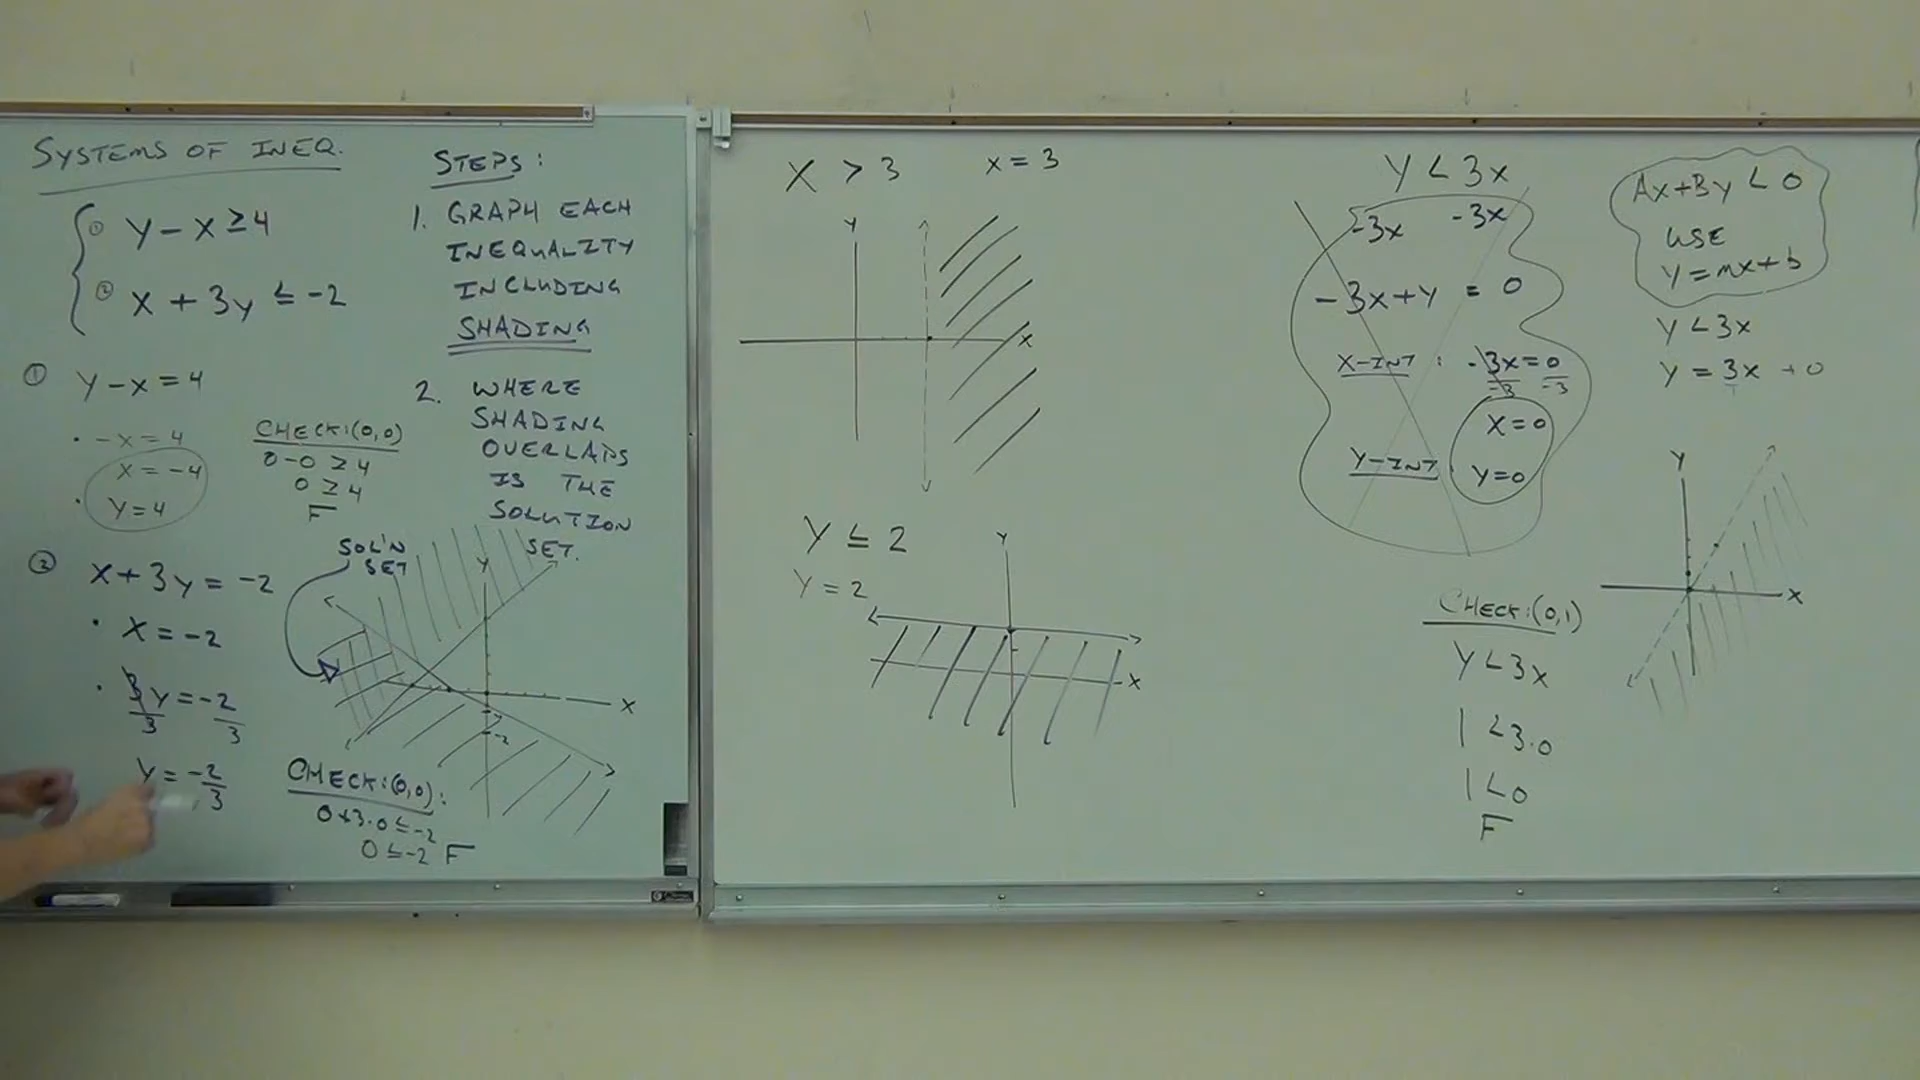 SYSTEMS OF INEQ.
① Y - X ≥ 4
② X + 3y ≤ -2
① Y - X = 4
• -X = 4
X = -4
• Y = 4
CHECK: (0,0)
0 - 0 ≥ 4
0 ≥ 4
F
② X + 3y = -2
• X = -2
• 3y = -2
3 3
Y = -2/3
STEPS:
1. GRAPH EACH
INEQUALITY
INCLUDING
SHADING
2. WHERE
SHADING
OVERLAPS
IS THE
SOLUTION
SET.
SOL'N
SET
Y
X
-2
CHECK: (0,0):
0 + 3·0 ≤ -2
0 ≤ -2 F
X > 3
X = 3
Y
X
Y ≤ 2
Y = 2
Y
X
Y < 3x
-3x -3x
-3x + y = 0
X-INT: -3x = 0
-3 -3
X = 0
Y-INT Y = 0
CHECK: (0,1)
Y < 3x
1 < 3·0
1 < 0
F
Ax + By < 0
USE
Y = mx + b
Y < 3x
Y = 3x + 0
Y
X